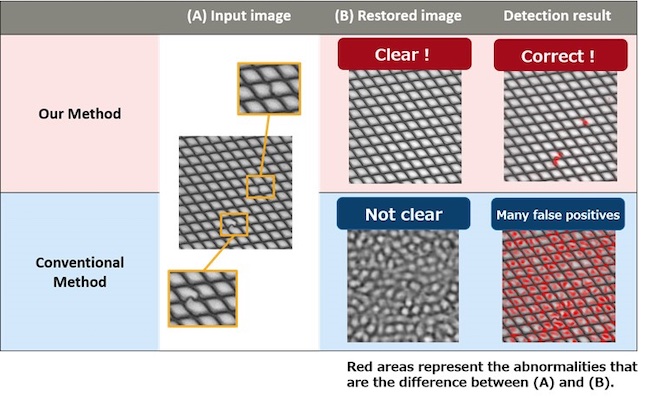 (A) Input image
(B) Restored image
Detection result
Our Method
Clear !
Correct !
Conventional
Method
Not clear
Many false positives
Red areas represent the abnormalities that
are the difference between (A) and (B).